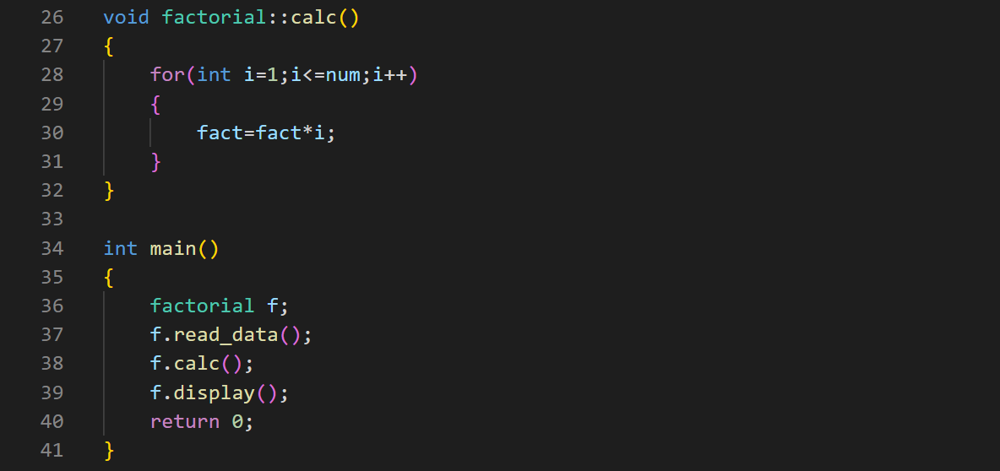 26 void factorial::calc()
27 {
28     for(int i=1;i<=num;i++)
29     {
30         fact=fact*i;
31     }
32 }
33
34 int main()
35 {
36     factorial f;
37     f.read_data();
38     f.calc();
39     f.display();
40     return 0;
41 }